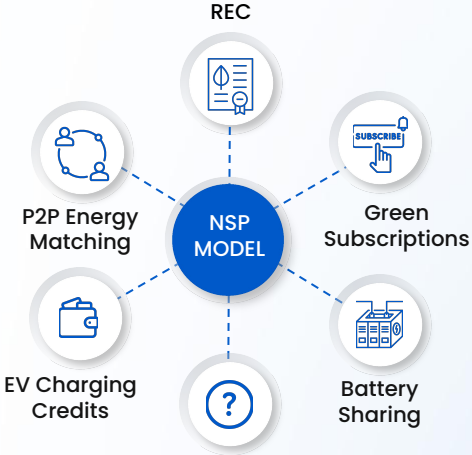 REC
SUBSCRIBE
P2P Energy
Matching
NSP
MODEL
Green
Subscriptions
EV Charging
Credits
?
Battery
Sharing